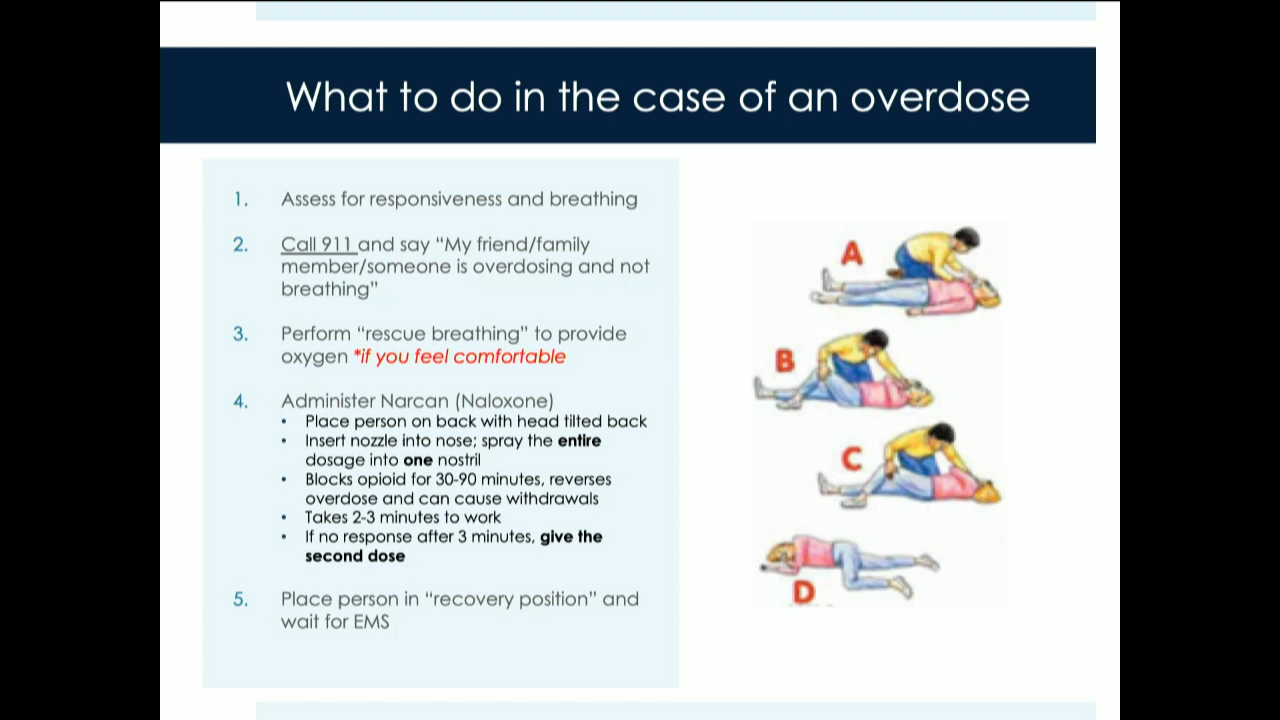 What to do in the case of an overdose
1. Assess for responsiveness and breathing
2. Call 911 and say “My friend/family
member/someone is overdosing and not
breathing”
3. Perform “rescue breathing” to provide
oxygen *if you feel comfortable
4. Administer Narcan (Naloxone)
• Place person on back with head tilted back
• Insert nozzle into nose; spray the entire
dosage into one nostril
• Blocks opioid for 30-90 minutes, reverses
overdose and can cause withdrawals
• Takes 2-3 minutes to work
• If no response after 3 minutes, give the
second dose
5. Place person in “recovery position” and
wait for EMS
A
B
C
D